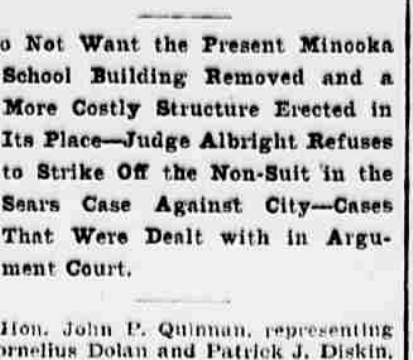 o Not Want the Present Minooka
School Building Removed and a
More Costly Structure Erected in
Its Place—Judge Albright Refuses
to Strike Off the Non-Suit in the
Sears Case Against City—Cases
That Were Dealt with in Argu-
ment Court.
Hon. John P. Quinnan, representing
ornelius Dolan and Patrick J. Diskin,